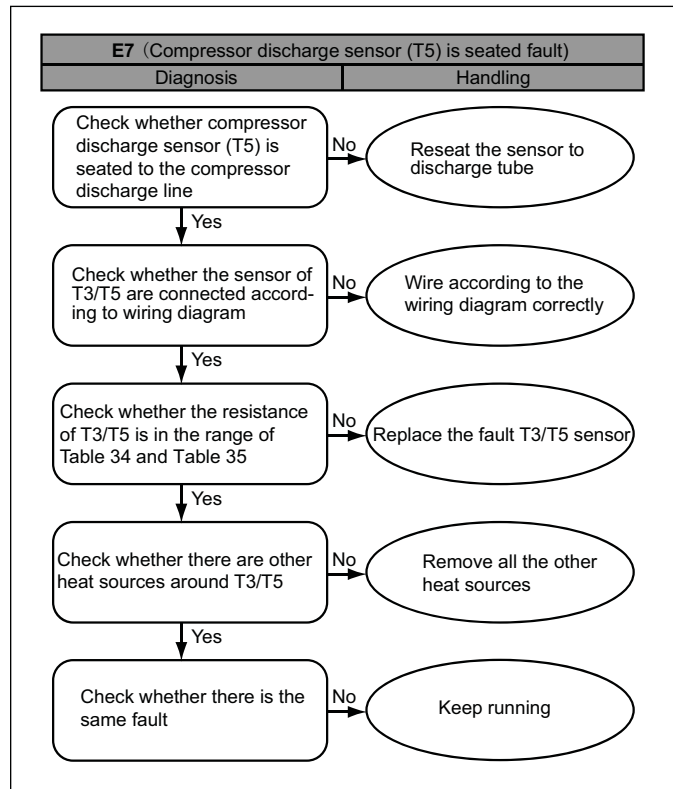 E7（Compressor discharge sensor (T5) is seated fault)
Diagnosis
Handling
Check whether compressor
discharge sensor (T5) is
seated to the compressor
discharge line
No
Reseat the sensor to
discharge tube
Yes
Check whether the sensor of
T3/T5 are connected accord-
ing to wiring diagram
No
Wire according to the
wiring diagram correctly
Yes
Check whether the resistance
of T3/T5 is in the range of
Table 34 and Table 35
No
Replace the fault T3/T5 sensor
Yes
Check whether there are other
heat sources around T3/T5
No
Remove all the other
heat sources
Yes
Check whether there is the
same fault
No
Keep running